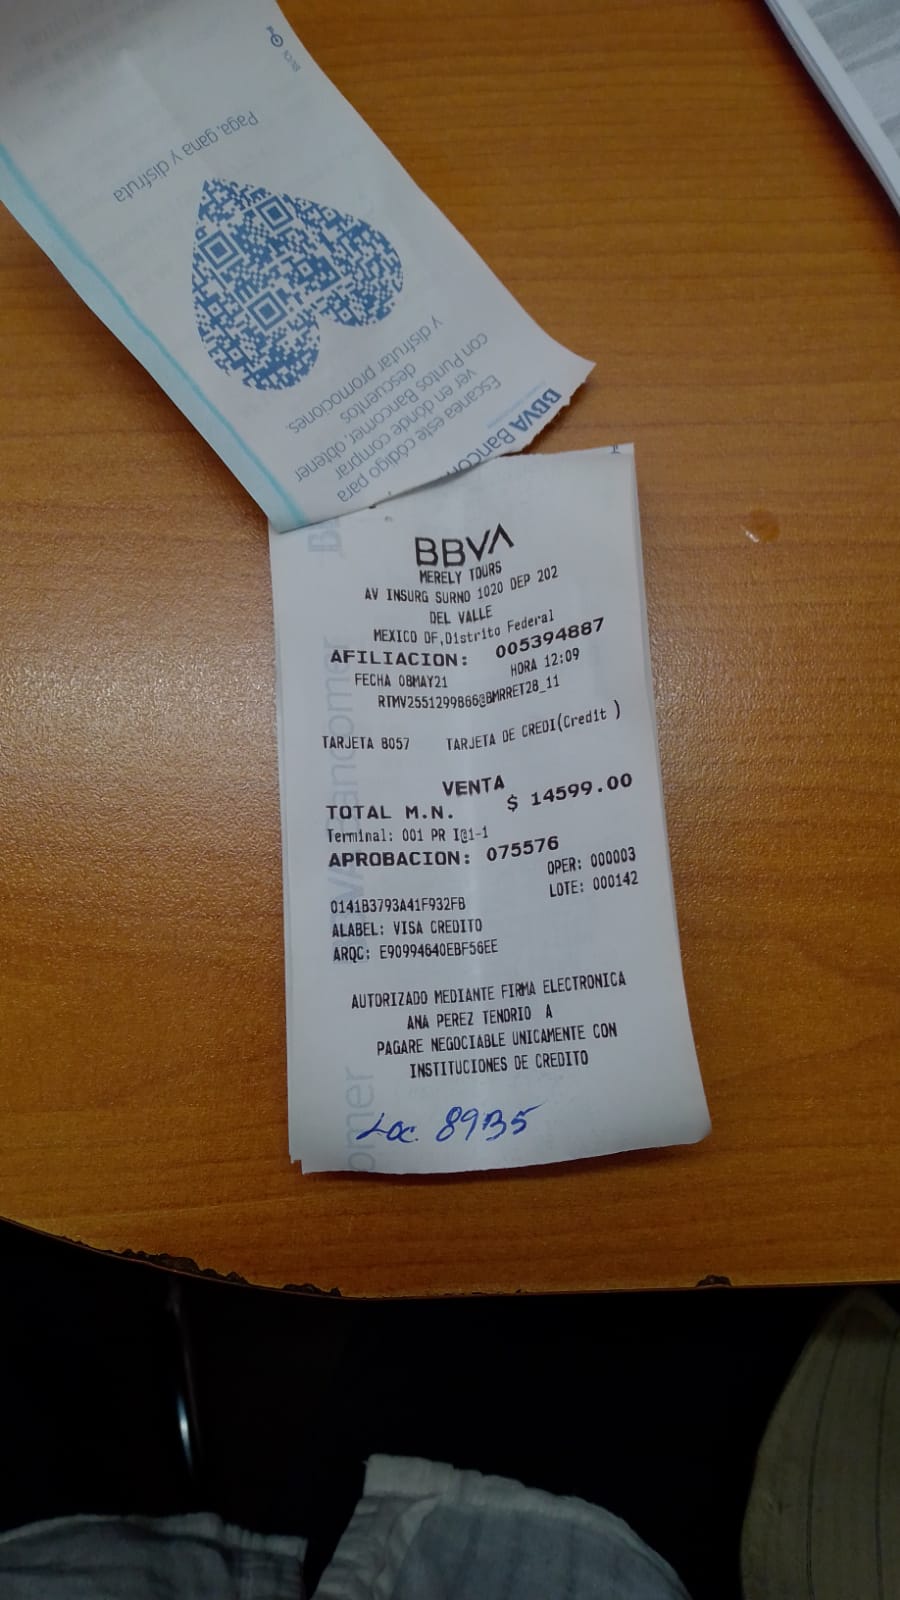 Paga, gana y disfruta
BBVA
Escanea este código para
ver en dónde comprar
con Puntos Bancomer, obtener
descuentos
y disfrutar promociones.
BBVA
MERELY TOURS
AV INSURG SURNO 1020 DEP 202
DEL VALLE
MEXICO DF,Distrito Federal
AFILIACION: 005394887
FECHA 08MAY21 HORA 12:09
RTMV2551299866@BMRRET28_11
TARJETA 8057 TARJETA DE CREDI(Credit )
VENTA
TOTAL M.N. $ 14599.00
Terminal: 001 PR I@1-1
APROBACION: 075576
OPER: 000003
LOTE: 000142
0141B3793A41F932FB
ALABEL: VISA CREDITO
ARQC: E90994640EBF56EE
AUTORIZADO MEDIANTE FIRMA ELECTRONICA
ANA PEREZ TENORIO A
PAGARE NEGOCIABLE UNICAMENTE CON
INSTITUCIONES DE CREDITO
Loc. 89B5